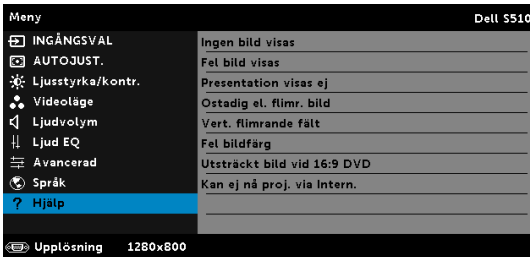 Meny Dell S510
INGÅNGSVAL
AUTOJUST.
Ljusstyrka/kontr.
Videoläge
Ljudvolym
Ljud EQ
Avancerad
Språk
? Hjälp
Ingen bild visas
Fel bild visas
Presentation visas ej
Ostadig el. flimr. bild
Vert. flimrande fält
Fel bildfärg
Utsträckt bild vid 16:9 DVD
Kan ej nå proj. via Intern.
Upplösning 1280x800